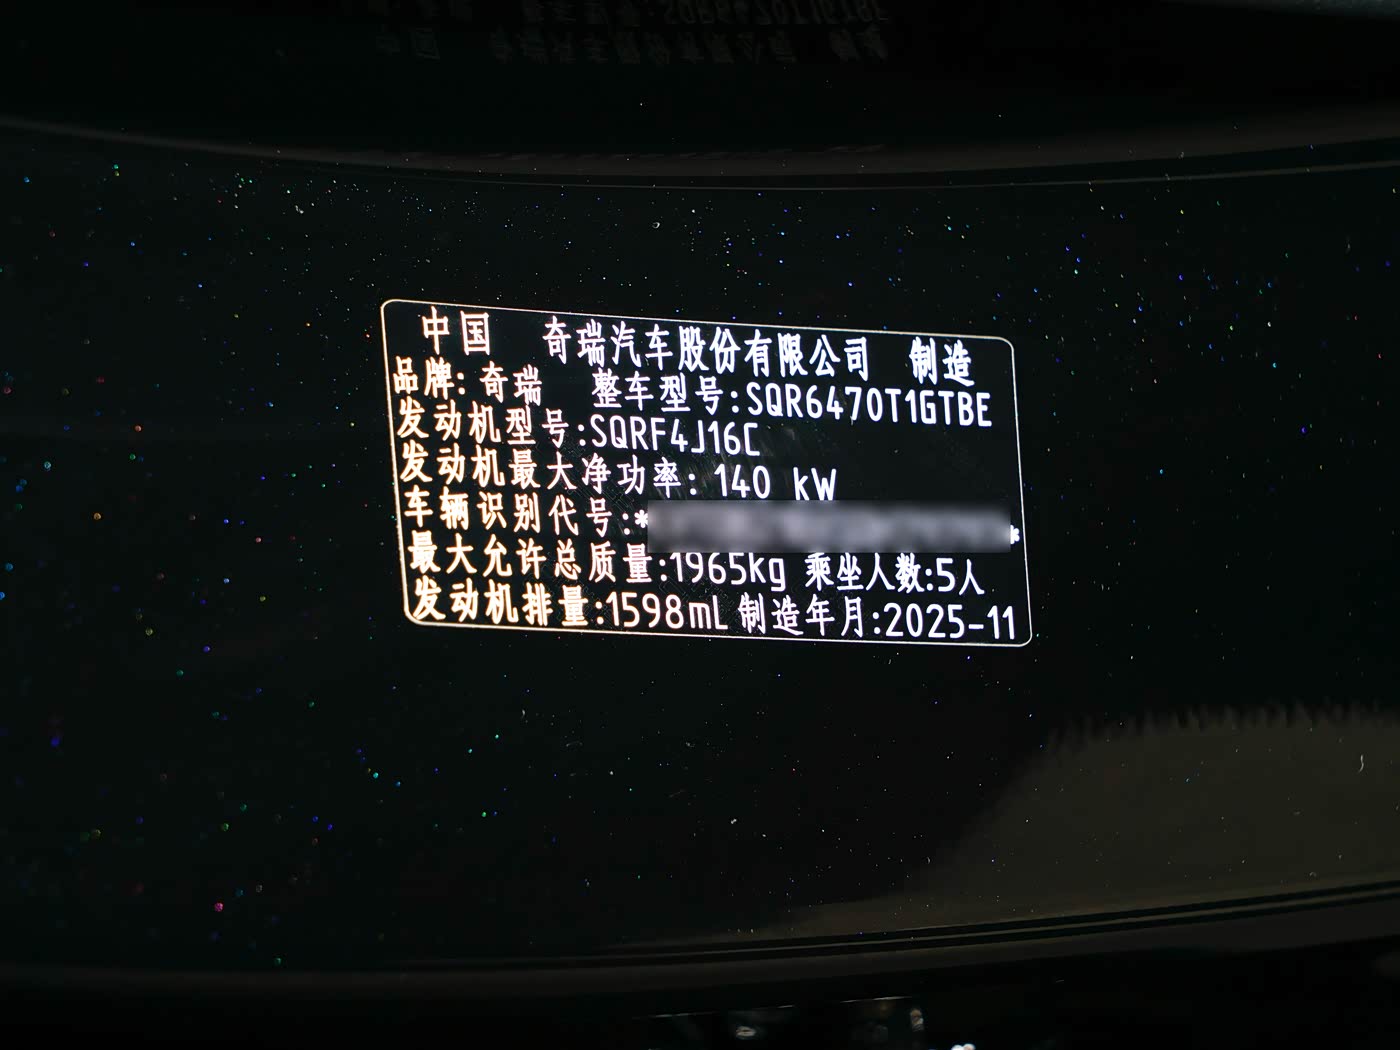 中国 奇瑞汽车股份有限公司 制造
品牌: 奇瑞 整车型号:SQR6470T1GTBE
发动机型号:SQRF4J16C
发动机最大净功率: 140 kW
车辆识别代号:* *
最大允许总质量:1965kg 乘坐人数:5人
发动机排量:1598mL 制造年月:2025-11